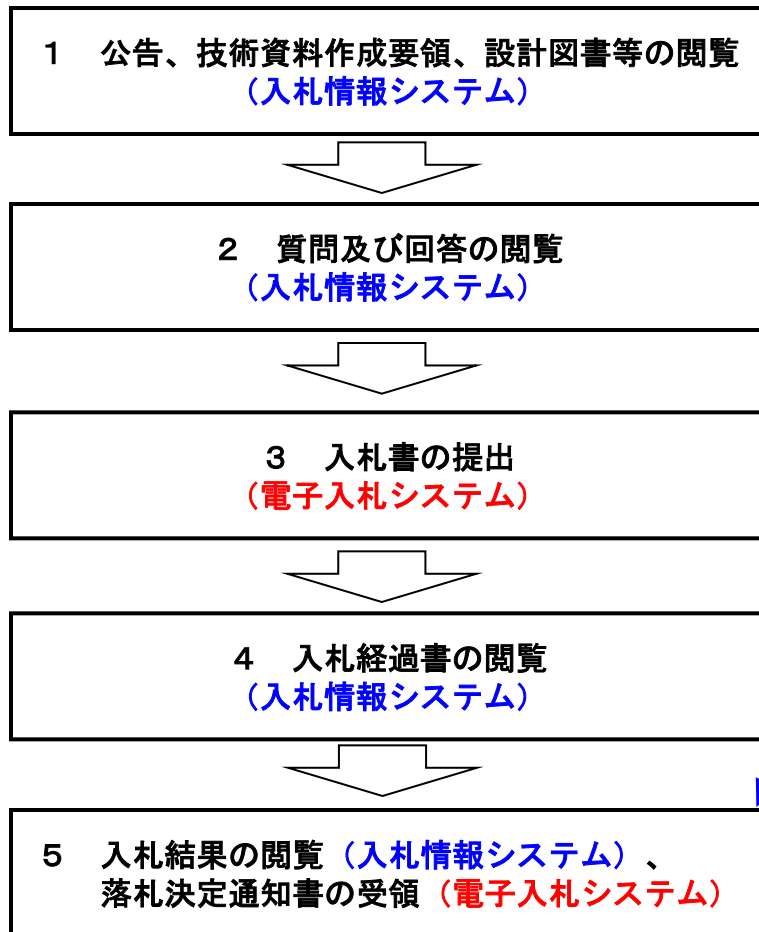 １　公告、技術資料作成要領、設計図書等の閲覧
（入札情報システム）
２　質問及び回答の閲覧
（入札情報システム）
３　入札書の提出
（電子入札システム）
４　入札経過書の閲覧
（入札情報システム）
５　入札結果の閲覧（入札情報システム）、
落札決定通知書の受領（電子入札システム）